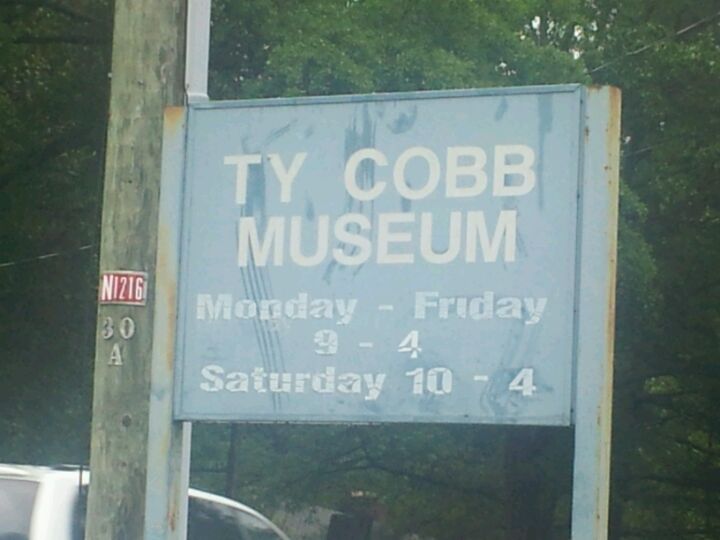 TY COBB
MUSEUM
Monday - Friday
9 - 4
Saturday 10 - 4
N1216
30
A